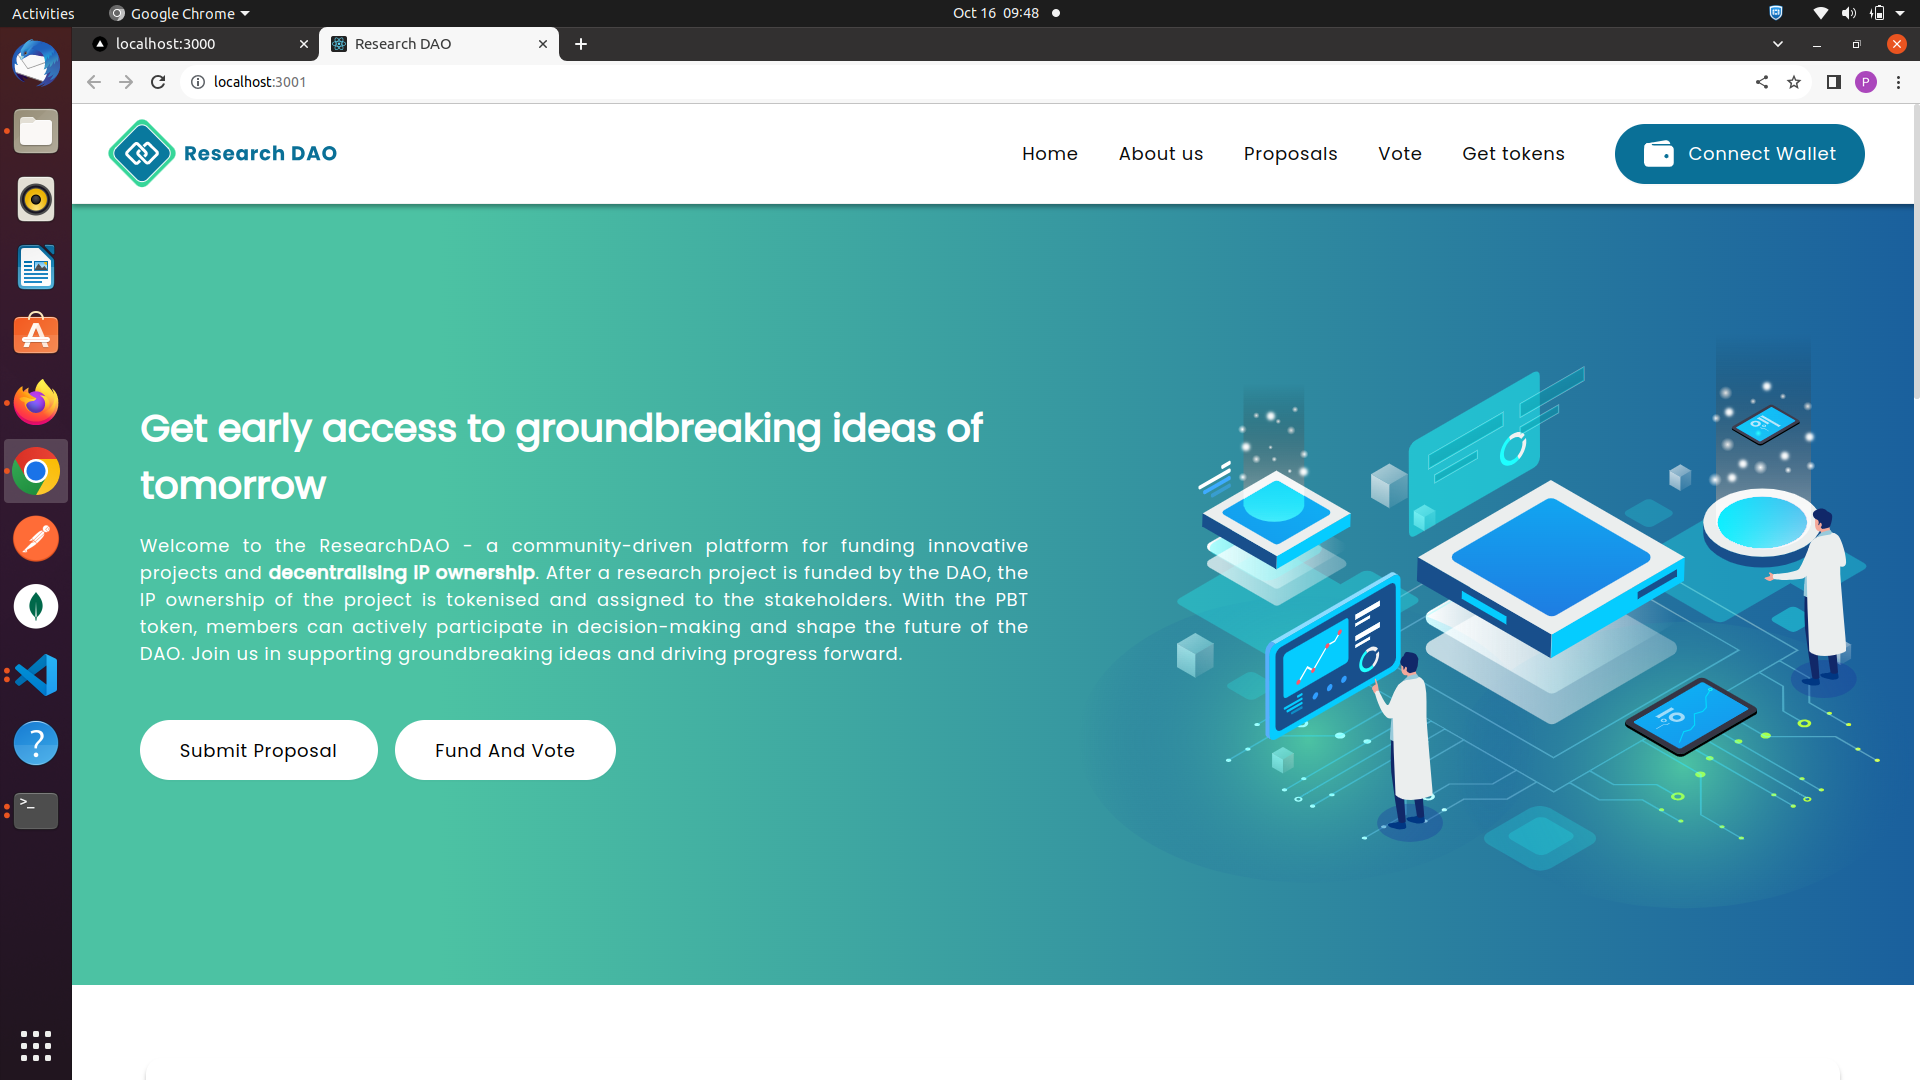 Activities
Google Chrome
Oct 16 09:48
localhost:3000
Research DAO
localhost:3001
P
Research DAO
Home
About us
Proposals
Vote
Get tokens
Connect Wallet
Get early access to groundbreaking ideas of
tomorrow
Welcome to the ResearchDAO - a community-driven platform for funding innovative
projects and decentralising IP ownership. After a research project is funded by the DAO, the
IP ownership of the project is tokenised and assigned to the stakeholders. With the PBT
token, members can actively participate in decision-making and shape the future of the
DAO. Join us in supporting groundbreaking ideas and driving progress forward.
Submit Proposal
Fund And Vote